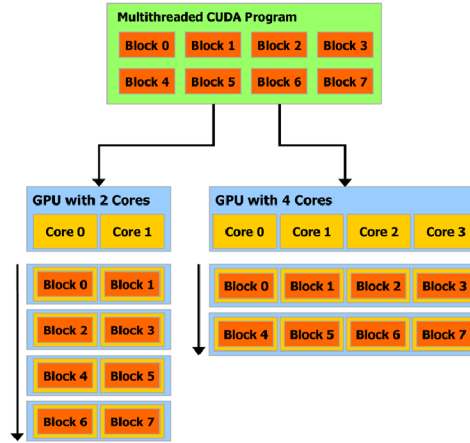 Multithreaded CUDA Program
Block 0 Block 1 Block 2 Block 3
Block 4 Block 5 Block 6 Block 7
GPU with 2 Cores
Core 0 Core 1
Block 0 Block 1
Block 2 Block 3
Block 4 Block 5
Block 6 Block 7
GPU with 4 Cores
Core 0 Core 1 Core 2 Core 3
Block 0 Block 1 Block 2 Block 3
Block 4 Block 5 Block 6 Block 7